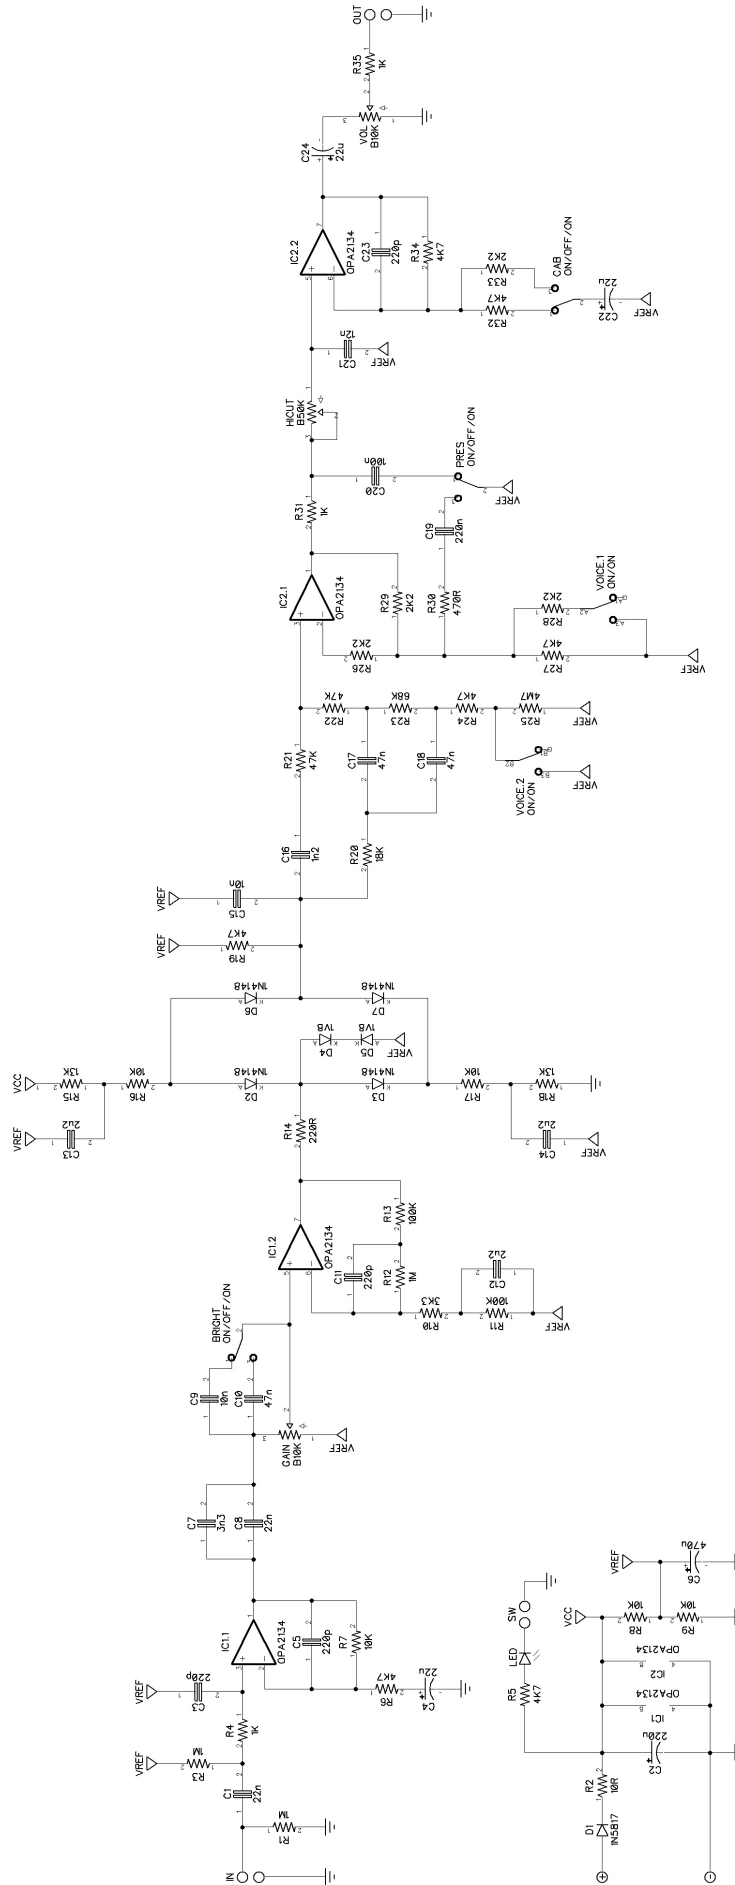 IN
R1
1M
C1
22n
VREF
R3
1M
R4
1K
VREF
C3
220p
IC1.1
OPA2134
C5
220p
R7
10K
R6
4K7
C4
22u
C7
3n3
C8
22n
GAIN
B10K
VREF
C9
10n
C10
47n
BRIGHT
ON/OFF/ON
IC1.2
OPA2134
C11
220p
R12
1M
R13
100K
R10
3K3
R11
100K
C12
2u2
VREF
R14
220R
VREF
C13
2u2
VCC
R15
13K
R16
10K
D2
1N4148
D3
1N4148
R17
10K
R18
13K
C14
2u2
VREF
D4
1V8
D5
1V8
VREF
D6
1N4148
D7
1N4148
VREF
R19
4K7
VREF
C15
10n
C16
1n2
R20
18K
R21
47K
C17
47n
C18
47n
R22
47K
R23
68K
R24
4K7
R25
4M7
VREF
VOICE.2
ON/ON
VREF
IC2.1
OPA2134
R26
2K2
R29
2K2
R30
470R
C19
220n
R27
4K7
R28
2K2
VOICE.1
ON/ON
VREF
R31
1K
C20
100n
PRES
ON/OFF/ON
VREF
HICUT
B50K
C21
12n
VREF
IC2.2
OPA2134
C23
220p
R34
4K7
R32
4K7
R33
2K2
CAB
ON/OFF/ON
C22
22u
VREF
C24
22u
VOL
B10K
R35
1K
OUT
D1
1N5817
R2
10R
C2
220u
R5
4K7
LED
SW
IC1
OPA2134
IC2
OPA2134
VCC
R8
10K
R9
10K
VREF
C6
470u